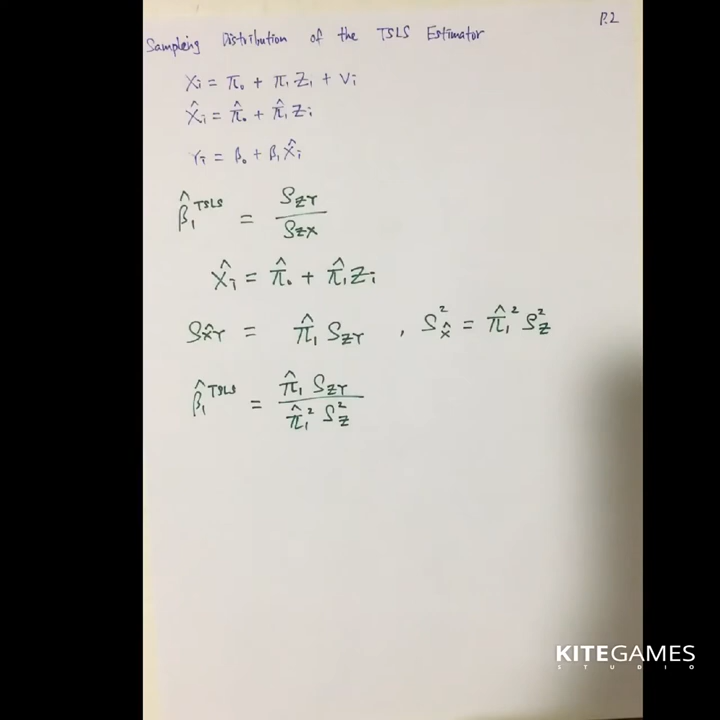 P.2
Sampleing Distribution of the TSLS Estimator
Xi = π₀ + π₁Zi + Vi
X̂i = π̂₀ + π̂₁Zi
Yi = β₀ + β₁X̂i
β̂₁^TSLS = S_ZY / S_ZX
X̂i = π̂₀ + π̂₁Zi
S_X̂Y = π̂₁ S_ZY , S²_X̂ = π̂₁² S²_Z
β̂₁^TSLS = π̂₁ S_ZY / π̂₁² S²_Z
KITEGAMES
STUDIO